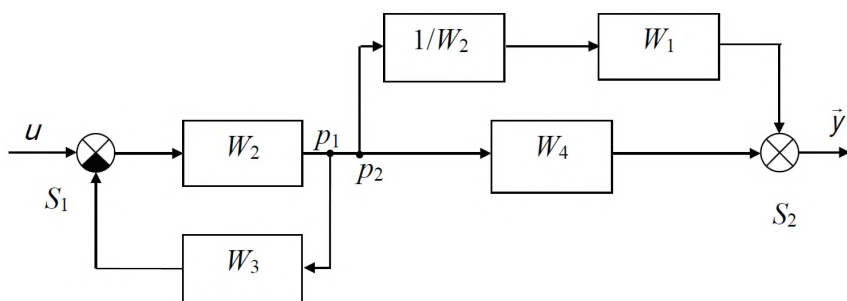 1/W₂
W₁
u
W₂
p₁
p₂
W₄
y⃗
S₁
S₂
W₃